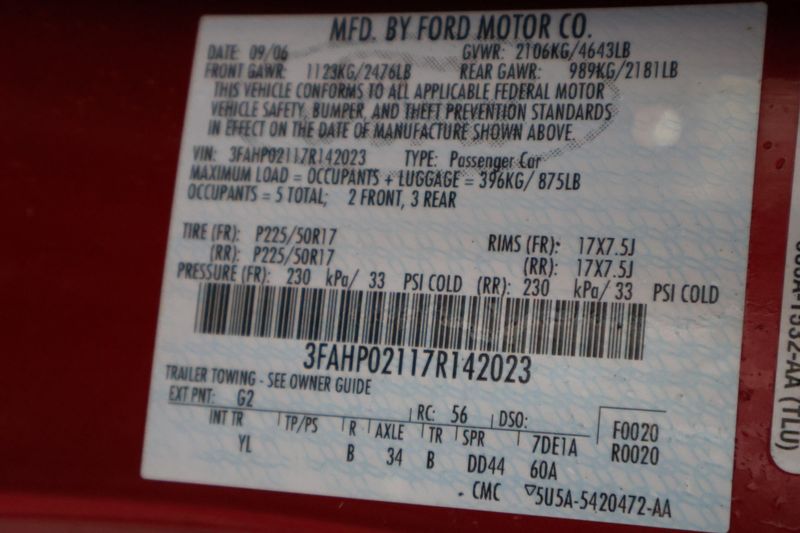 MFD. BY FORD MOTOR CO.
DATE: 09/06 GVWR: 2106KG/4643LB
FRONT GAWR: 1123KG/2476LB REAR GAWR: 989KG/2181LB
THIS VEHICLE CONFORMS TO ALL APPLICABLE FEDERAL MOTOR
VEHICLE SAFETY, BUMPER, AND THEFT PREVENTION STANDARDS
IN EFFECT ON THE DATE OF MANUFACTURE SHOWN ABOVE.
VIN: 3FAHP02117R142023 TYPE: Passenger Car
MAXIMUM LOAD = OCCUPANTS + LUGGAGE = 396KG/ 875LB
OCCUPANTS = 5 TOTAL; 2 FRONT, 3 REAR
TIRE (FR): P225/50R17 RIMS (FR): 17X7.5J
(RR): P225/50R17 (RR): 17X7.5J
PRESSURE (FR): 230 kPa/ 33 PSI COLD (RR): 230 kPa/ 33 PSI COLD
3FAHP02117R142023
TRAILER TOWING - SEE OWNER GUIDE
EXT PNT: G2 RC: 56 DSO: F0020
INT TR TP/PS R AXLE TR SPR 7DE1A R0020
YL B 34 B DD44 60A
CMC ▽5U5A-5420472-AA
(TLU)